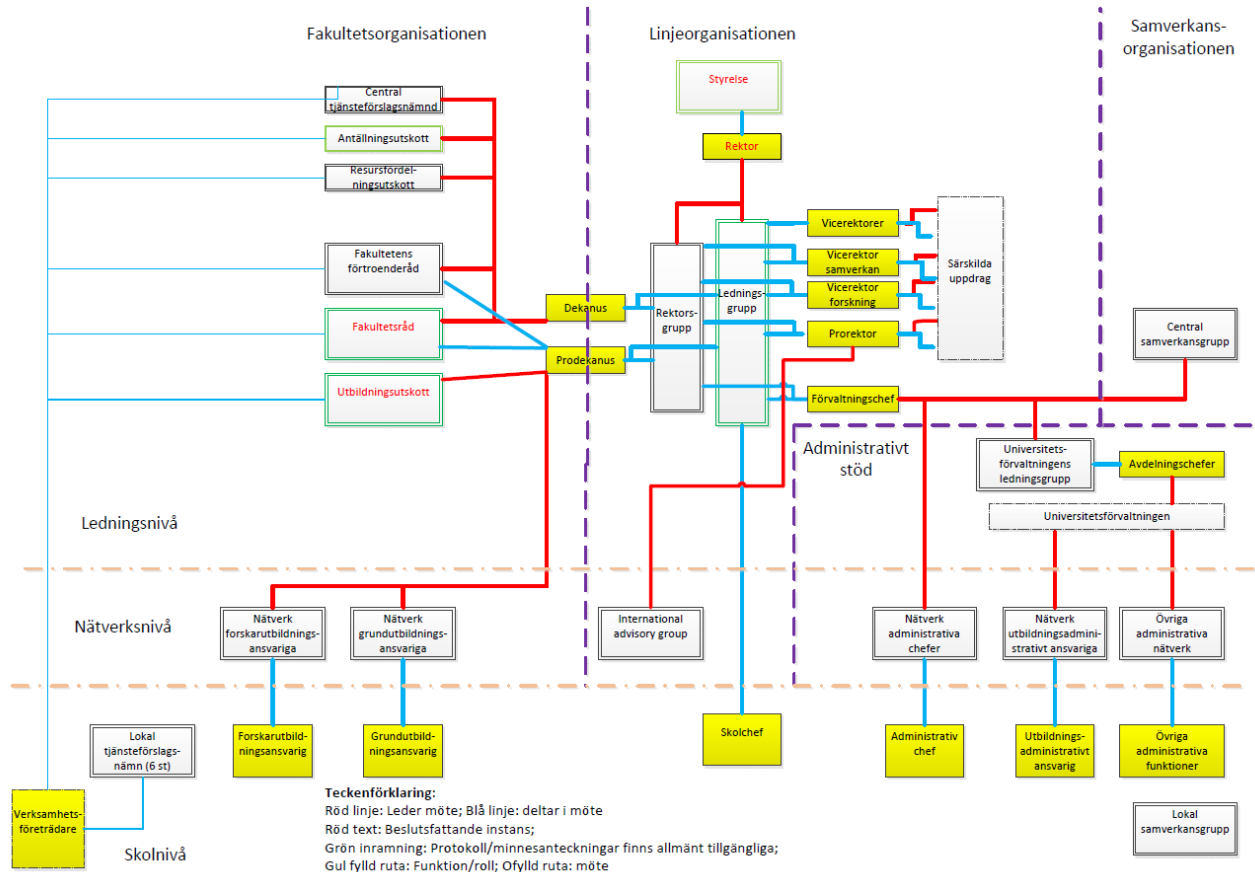 Fakultetsorganisationen
Linjeorganisationen
Samverkans-
organisationen
Central
tjänsteförslagsnämnd
Antällningsutskott
Resursfördel-
ningsutskott
Fakultetens
förtroenderåd
Fakultetsråd
Utbildningsutskott
Dekanus
Prodekanus
Styrelse
Rektor
Rektors-
grupp
Lednings-
grupp
Vicerektorer
Vicerektor
samverkan
Vicerektor
forskning
Prorektor
Förvaltningschef
Särskilda
uppdrag
Central
samverkansgrupp
Administrativt
stöd
Universitets-
förvaltningens
ledningsgrupp
Avdelningschefer
Universitetsförvaltningen
Ledningsnivå
Nätverksnivå
Nätverk
forskarutbildnings-
ansvariga
Nätverk
grundutbildnings-
ansvariga
International
advisory group
Nätverk
administrativa
chefer
Nätverk
utbildningsadmini-
strativt ansvariga
Övriga
administrativa
nätverk
Lokal
tjänsteförslags-
nämn (6 st)
Forskarutbild-
ningsansvarig
Grundutbild-
ningsansvarig
Skolchef
Administrativ
chef
Utbildnings-
administrativt
ansvarig
Övriga
administrativa
funktioner
Verksamhets-
företrädare
Skolnivå
Lokal
samverkansgrupp
Teckenförklaring:
Röd linje: Leder möte; Blå linje: deltar i möte
Röd text: Beslutsfattande instans;
Grön inramning: Protokoll/minnesanteckningar finns allmänt tillgängliga;
Gul fylld ruta: Funktion/roll; Ofylld ruta: möte